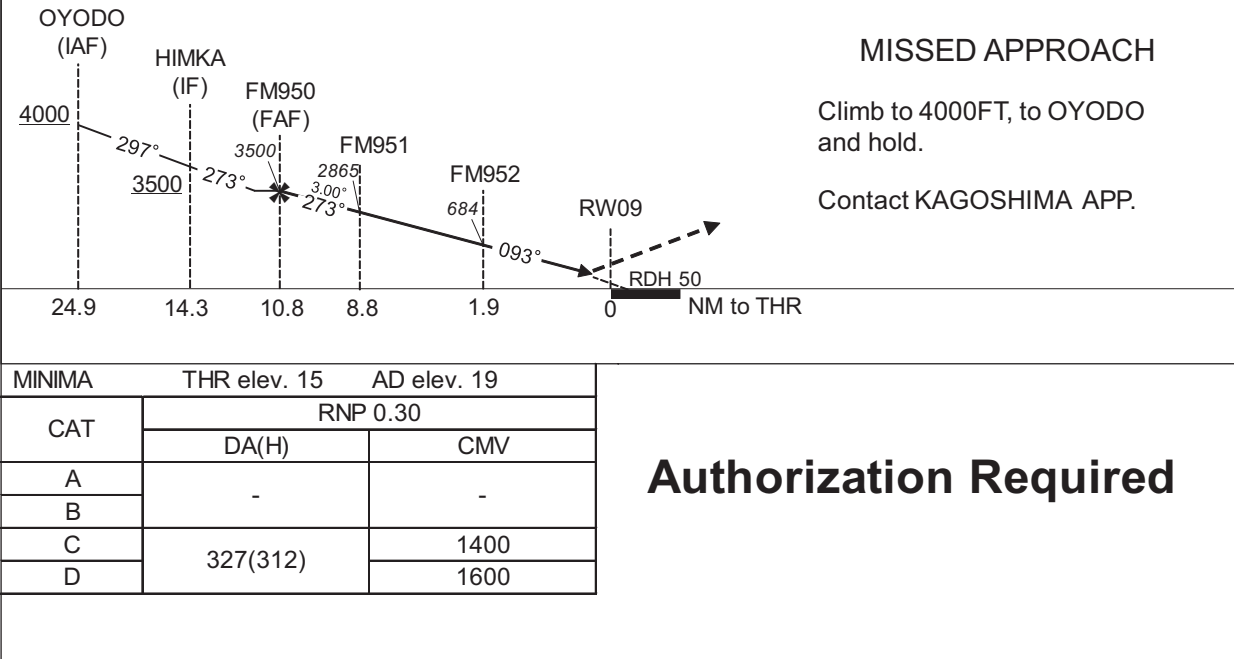 OYODO
(IAF)
HIMKA
(IF)
FM950
(FAF)
FM951
FM952
RW09
4000
297°
3500
273°
3500
3.00°
273°
2865
684
093°
RDH 50
24.9 14.3 10.8 8.8 1.9 0 NM to THR
MISSED APPROACH
Climb to 4000FT, to OYODO
and hold.
Contact KAGOSHIMA APP.
MINIMA THR elev. 15 AD elev. 19
CAT RNP 0.30
DA(H) CMV
A - -
B
C 327(312) 1400
D 1600
Authorization Required